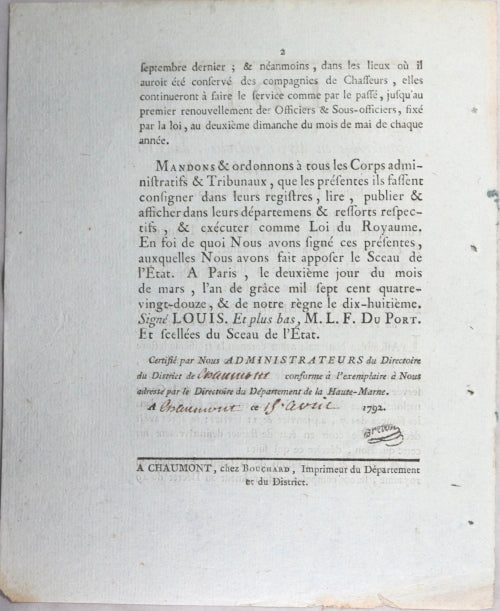 2
septembre dernier ; & néanmoins, dans les lieux où il
auroit été conſervé des compagnies de Chaſſeurs, elles
continueront à faire le ſervice comme par le paſſé, juſqu'au
premier renouvellement des Officiers & Sous-officiers, fixé
par la loi, au deuxième dimanche du mois de mai de chaque
année.
MANDONS & ordonnons à tous les Corps admi-
niſtratifs & Tribunaux, que les préſentes ils faſſent
conſigner dans leurs regiſtres, lire, publier &
afficher dans leurs départemens & reſſorts reſpec-
tifs, & exécuter comme Loi du Royaume.
En foi de quoi Nous avons ſigné ces préſentes,
auxquelles Nous avons fait appoſer le Sceau de
l'État. A Paris, le deuxième jour du mois
de mars, l'an de grâce mil ſept cent quatre-
vingt-douze, & de notre règne le dix-huitième.
Signé LOUIS. Et plus bas, M. L. F. DU PORT.
Et ſcellées du Sceau de l'État.
Certifié par Nous ADMINISTRATEURS du Directoire
du Diſtrict de Chaumont conforme à l'exemplaire à Nous
adreſſé par le Directoire du Département de la Haute-Marne.
A Chaumont ce 15 avril 1792.
A CHAUMONT, chez BOUCHARD, Imprimeur du Département
et du District.